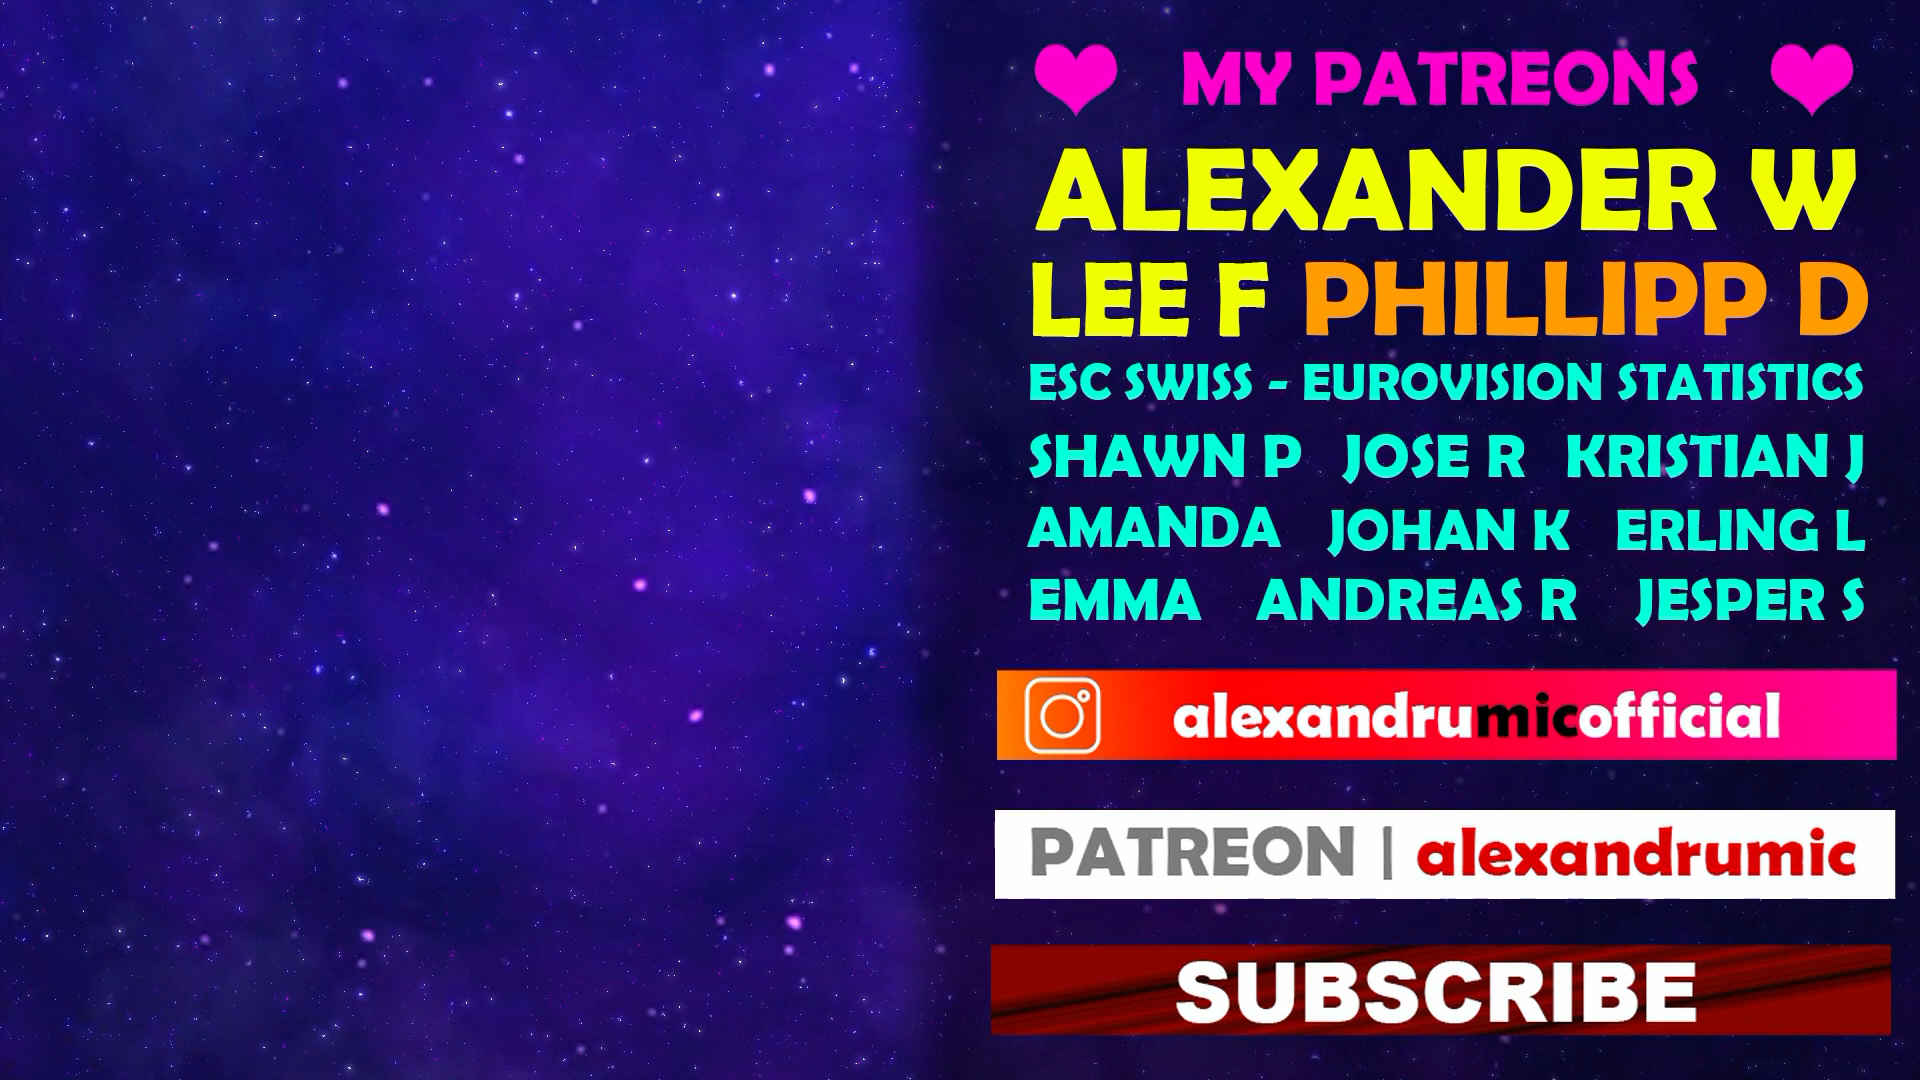 MY PATREONS
ALEXANDER W
LEE F PHILLIPP D
ESC SWISS - EUROVISION STATISTICS
SHAWN P JOSE R KRISTIAN J
AMANDA JOHAN K ERLING L
EMMA ANDREAS R JESPER S
alexandrumicofficial
PATREON | alexandrumic
SUBSCRIBE